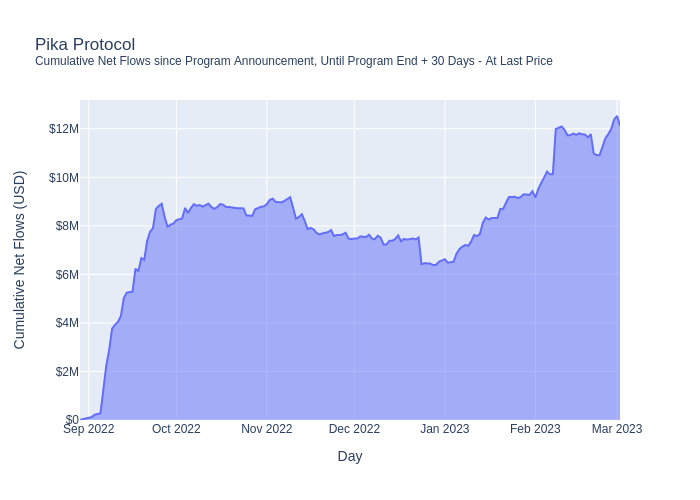 Pika Protocol
Cumulative Net Flows since Program Announcement, Until Program End + 30 Days - At Last Price
Cumulative Net Flows (USD)
$12M
$10M
$8M
$6M
$4M
$2M
$0
Sep 2022 Oct 2022 Nov 2022 Dec 2022 Jan 2023 Feb 2023 Mar 2023
Day